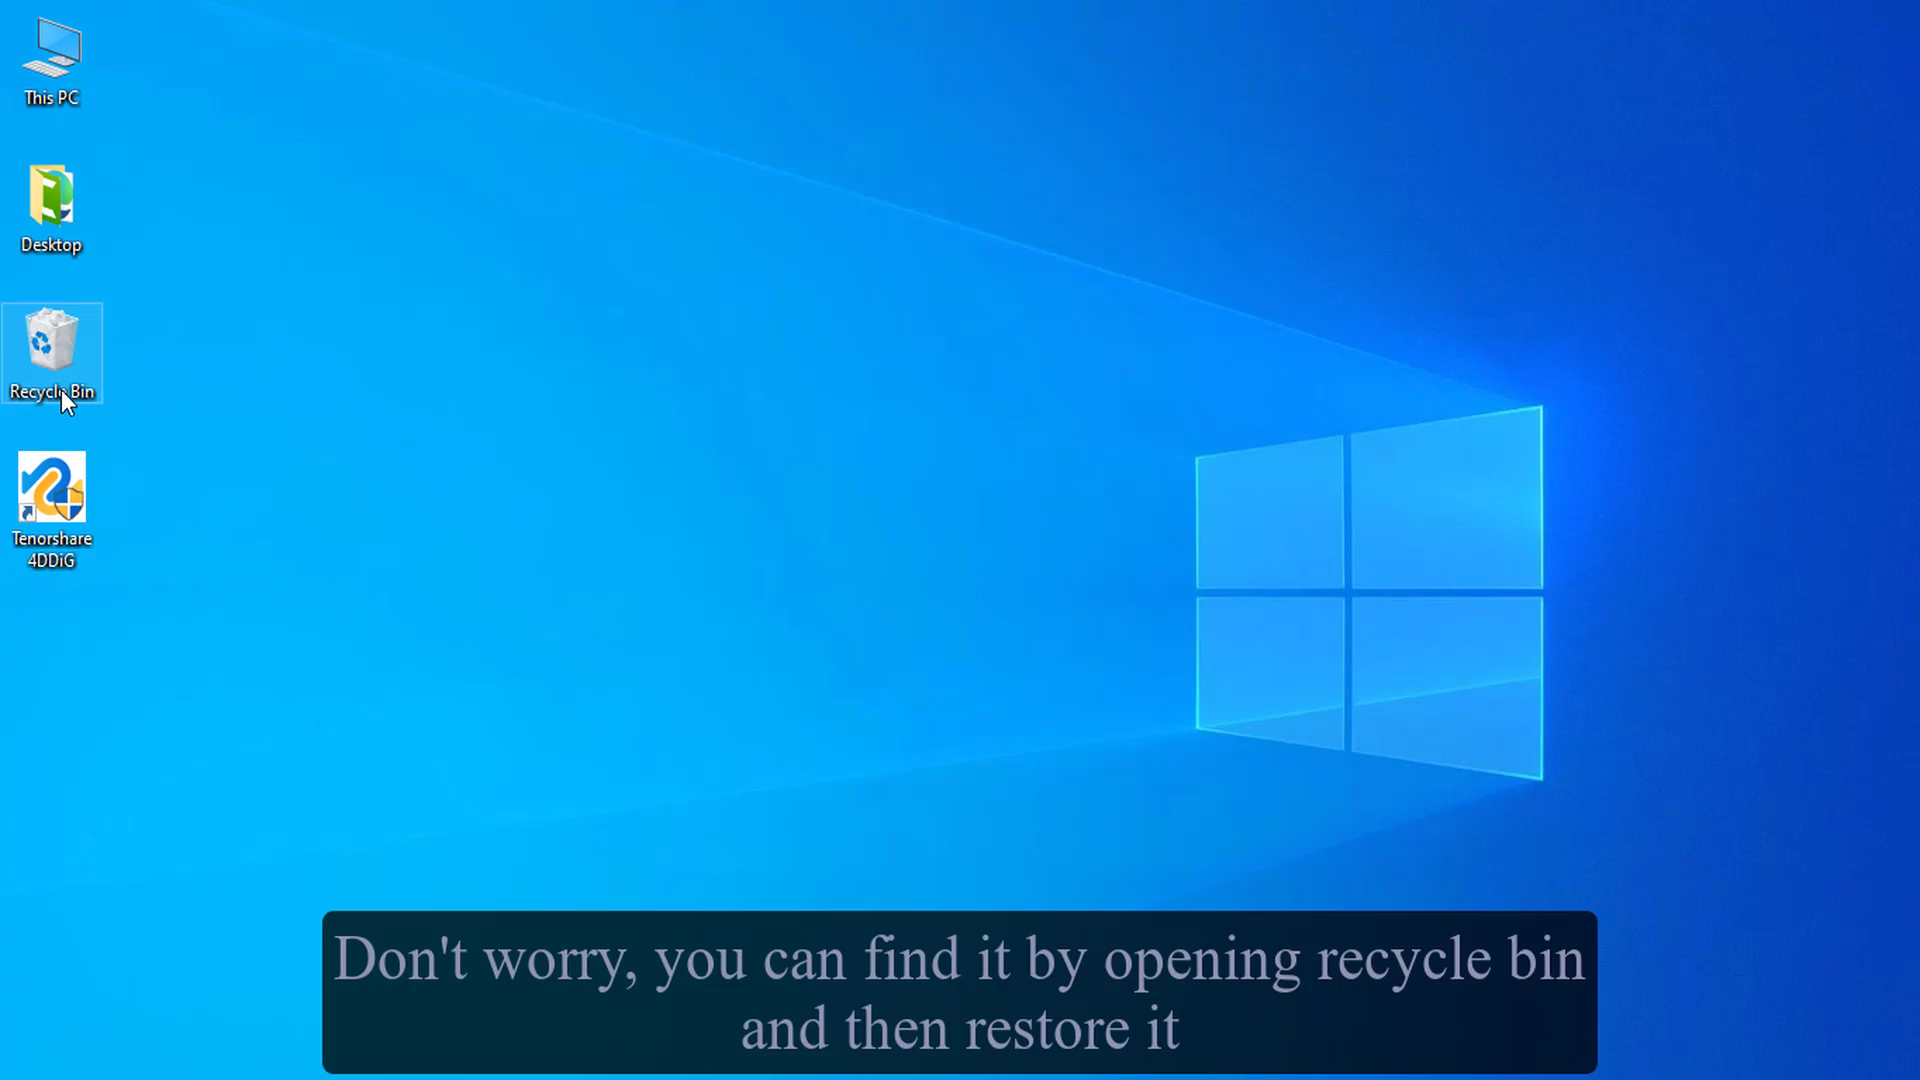 This PC
Desktop
Recycle Bin
Tenorshare
4DDiG
Don't worry, you can find it by opening recycle bin
and then restore it